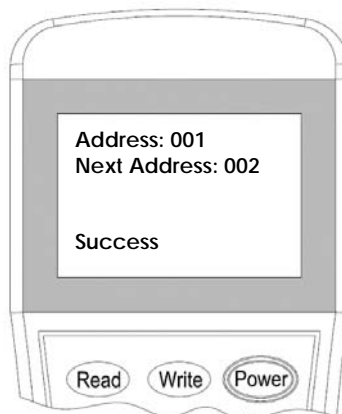 Address: 001
Next Address: 002
Success
Read Write Power